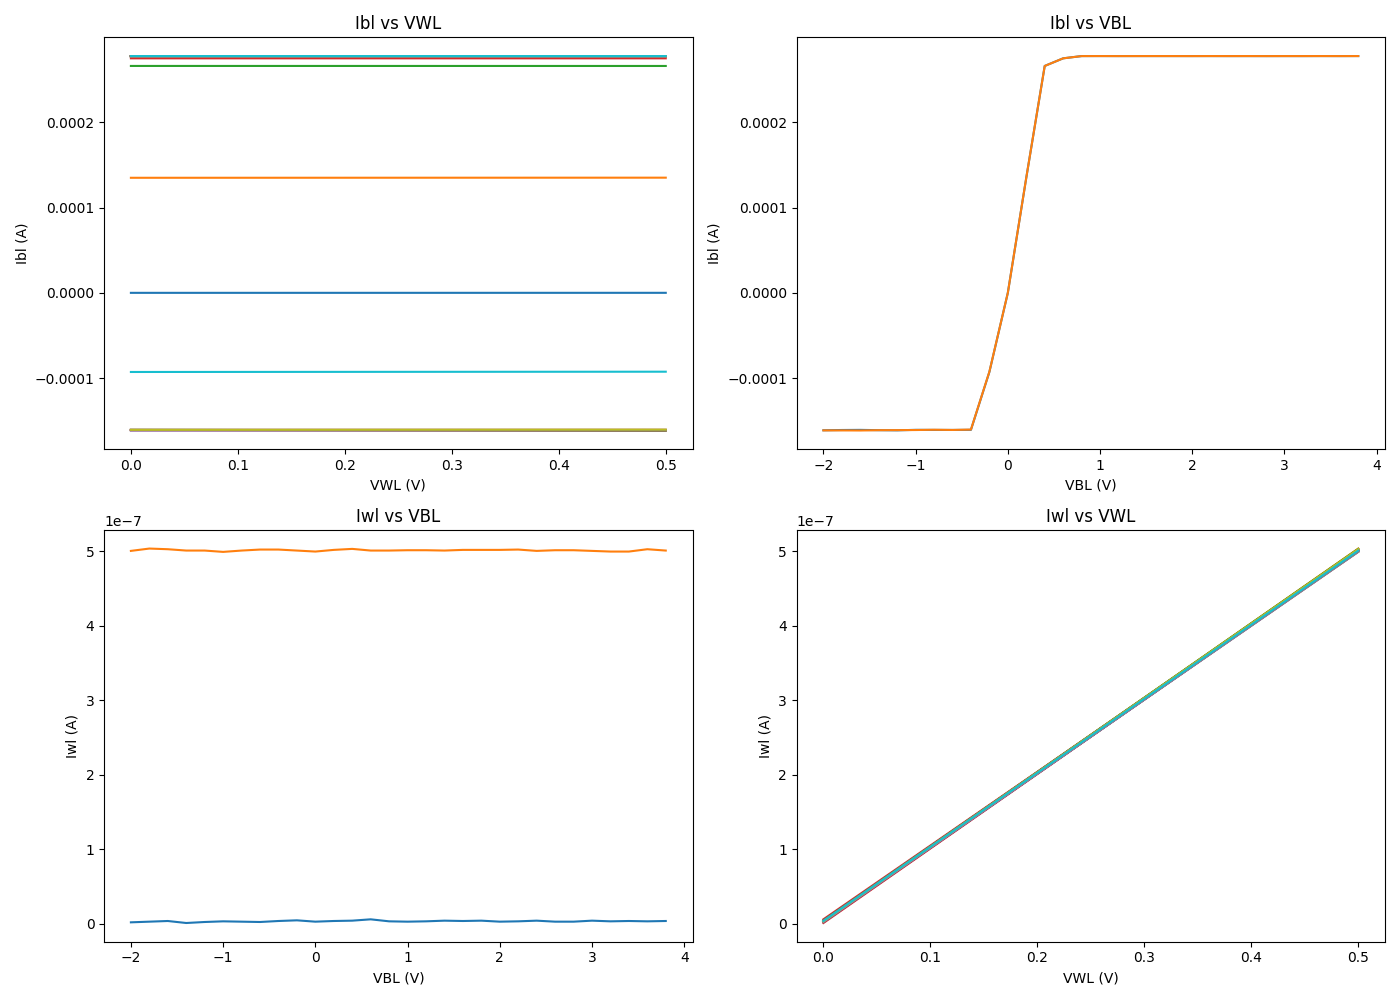 Ibl vs VWL
Ibl (A)
0.0002
0.0001
0.0000
−0.0001
0.0 0.1 0.2 0.3 0.4 0.5
VWL (V)
Ibl vs VBL
Ibl (A)
0.0002
0.0001
0.0000
−0.0001
−2 −1 0 1 2 3 4
VBL (V)
Iwl vs VBL
1e−7
Iwl (A)
5
4
3
2
1
0
−2 −1 0 1 2 3 4
VBL (V)
Iwl vs VWL
1e−7
Iwl (A)
5
4
3
2
1
0
0.0 0.1 0.2 0.3 0.4 0.5
VWL (V)